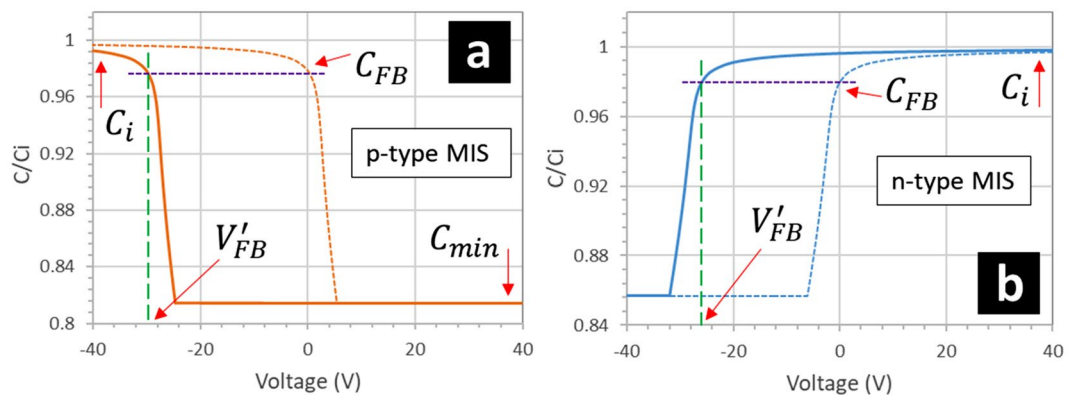 a
1
0.96
0.92
0.88
0.84
0.8
C/Ci
-40
-20
0
20
40
Voltage (V)
C_i
C_FB
p-type MIS
V'_FB
C_min
b
1
0.96
0.92
0.88
0.84
C/Ci
-40
-20
0
20
40
Voltage (V)
C_FB
C_i
n-type MIS
V'_FB